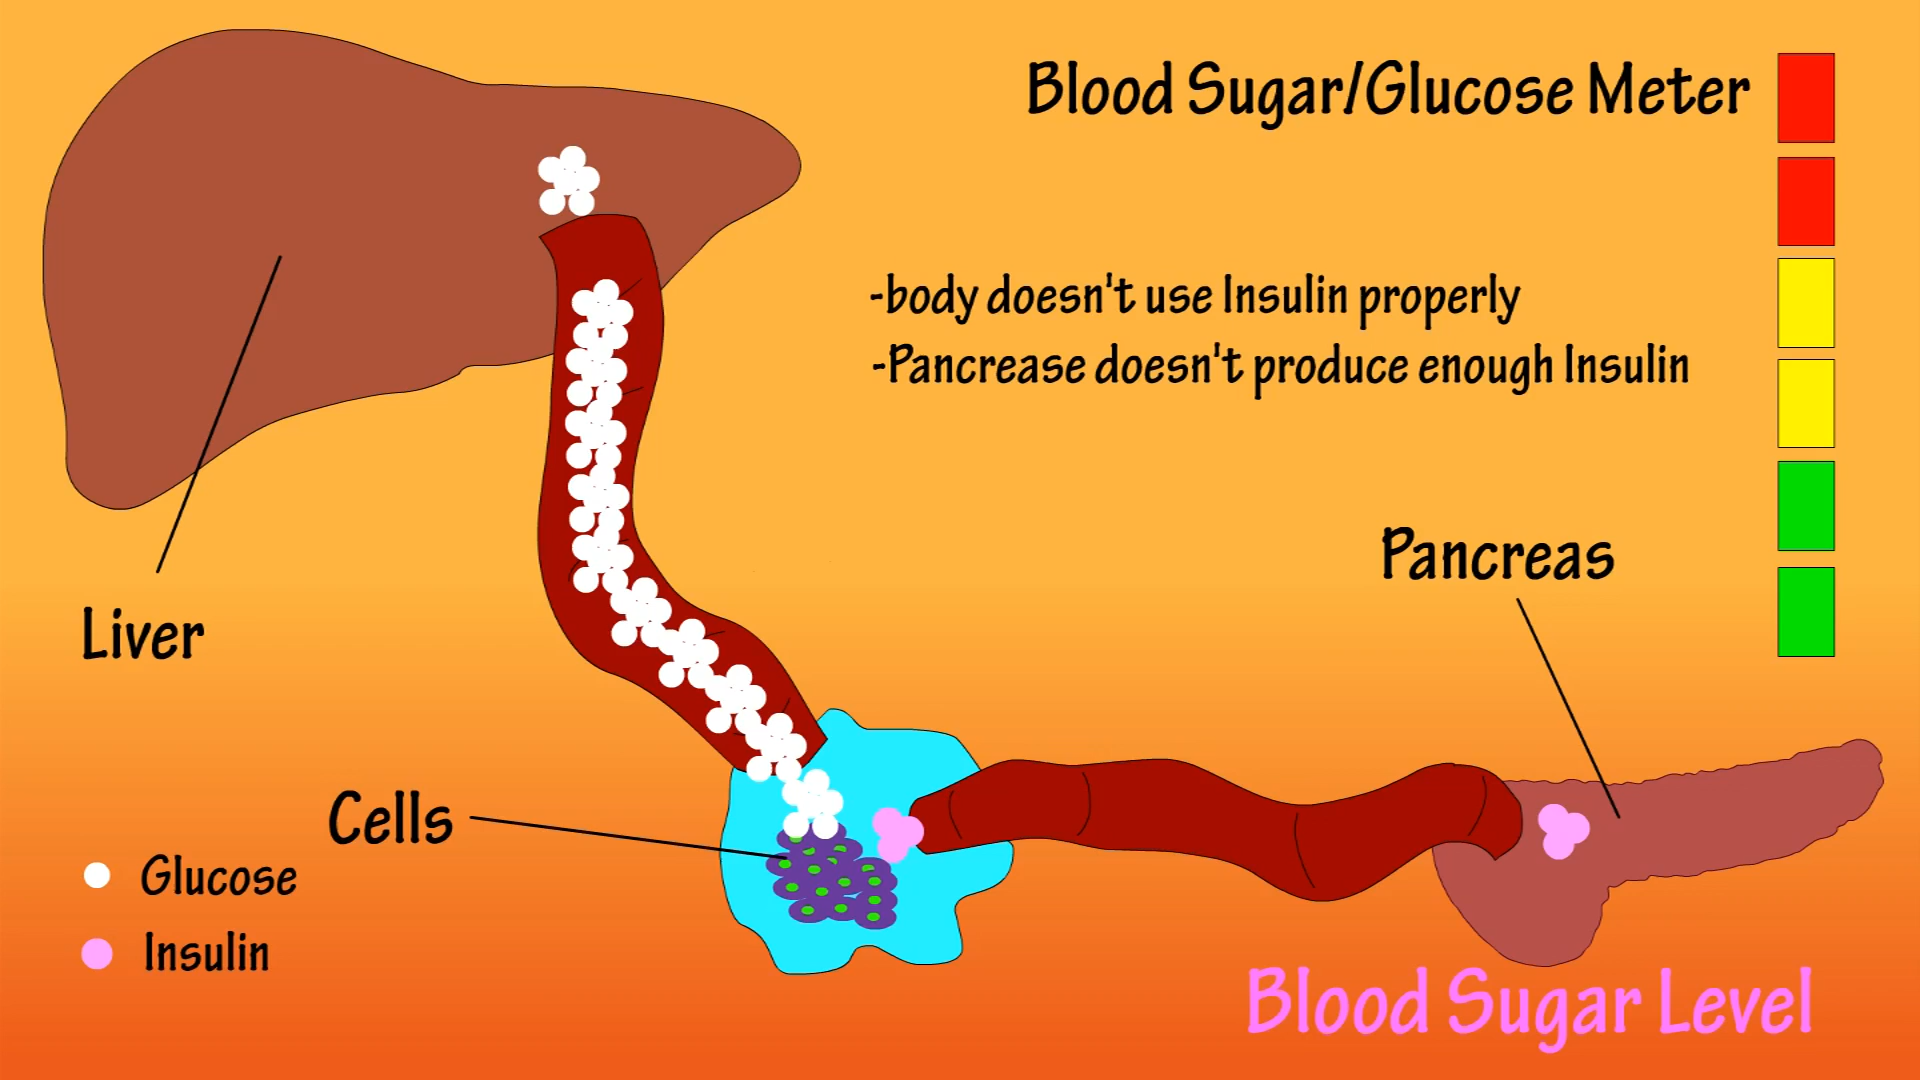 Blood Sugar/Glucose Meter
-body doesn't use Insulin properly
-Pancrease doesn't produce enough Insulin
Pancreas
Liver
Cells
Glucose
Insulin
Blood Sugar Level